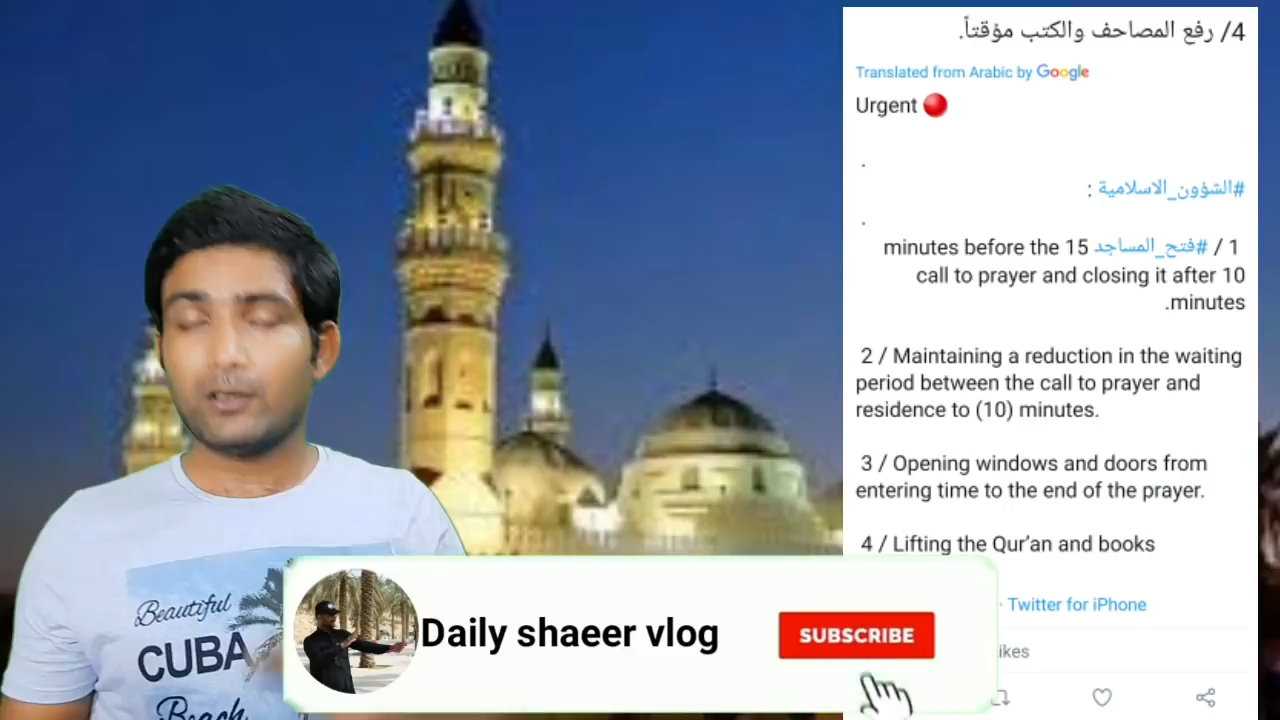 4/ رفع المصاحف والكتب مؤقتاً.
Translated from Arabic by Google
Urgent
.
#الشؤون_الاسلامية :
.
minutes before the 15 فتح_المساجد# / 1
call to prayer and closing it after 10
.minutes
2 / Maintaining a reduction in the waiting
period between the call to prayer and
residence to (10) minutes.
3 / Opening windows and doors from
entering time to the end of the prayer.
4 / Lifting the Qur’an and books
· Twitter for iPhone
ikes
Daily shaeer vlog
SUBSCRIBE
Beautiful
CUBA
Beach